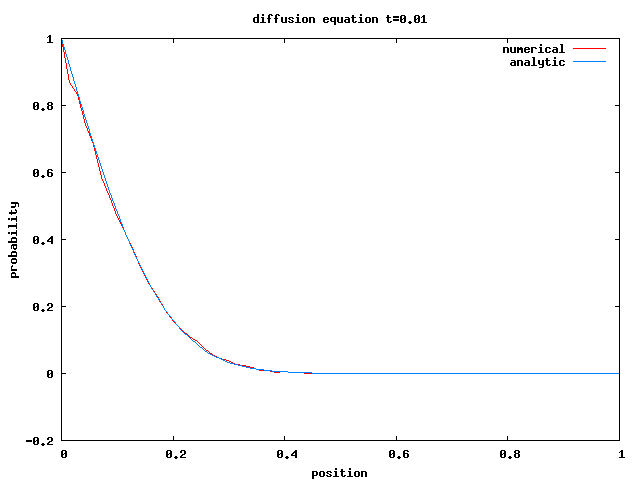 diffusion equation t=0.01
numerical
analytic
1
0.8
0.6
0.4
0.2
0
-0.2
probability
0 0.2 0.4 0.6 0.8 1
position